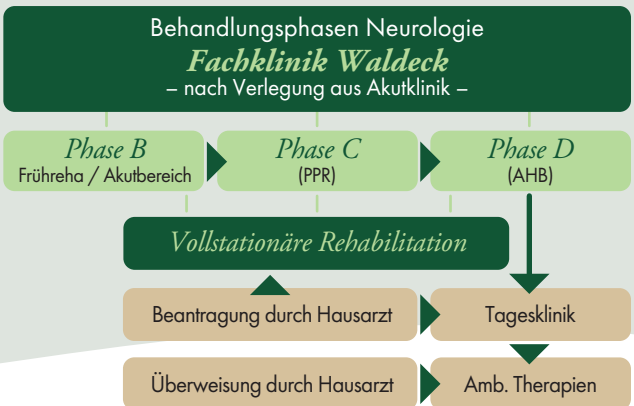 Behandlungsphasen Neurologie
Fachklinik Waldeck
– nach Verlegung aus Akutklinik –
Phase B
Frühreha / Akutbereich
Phase C
(PPR)
Phase D
(AHB)
Vollstationäre Rehabilitation
Beantragung durch Hausarzt
Tagesklinik
Überweisung durch Hausarzt
Amb. Therapien